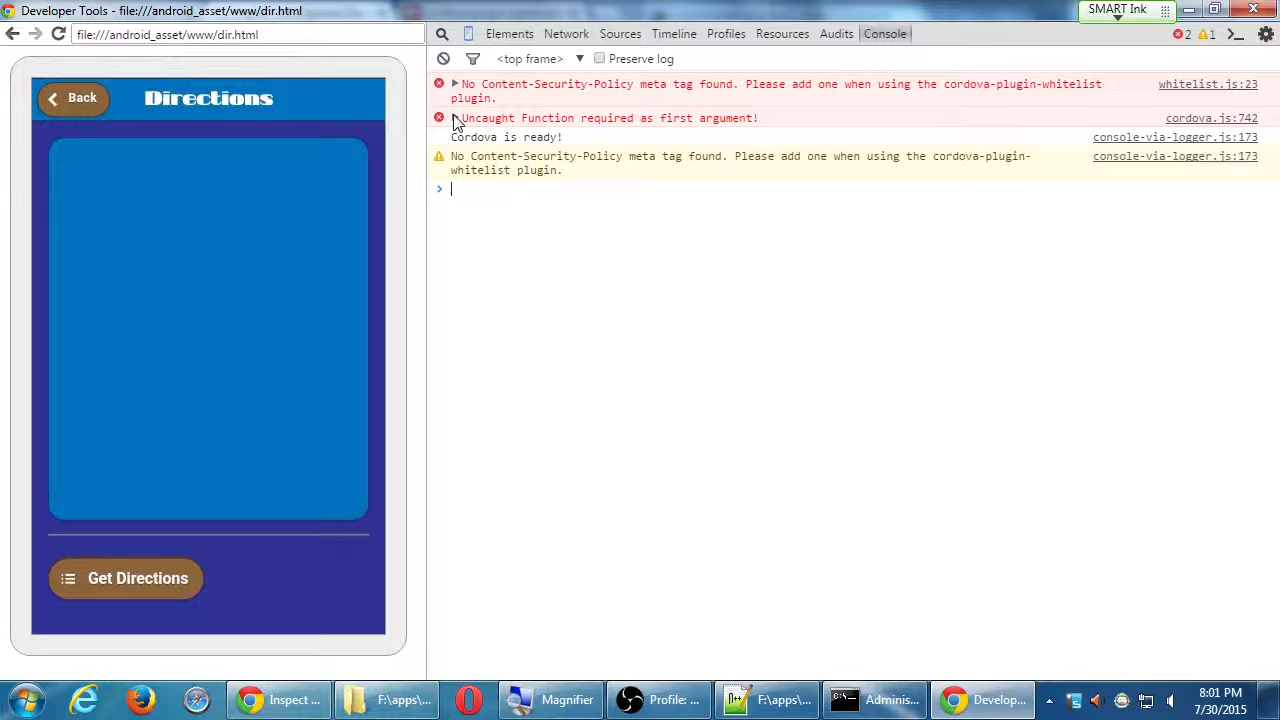 Developer Tools - file:///android_asset/www/dir.html
SMART Ink
file:///android_asset/www/dir.html
Elements Network Sources Timeline Profiles Resources Audits Console
2 1
<top frame> Preserve log
Back
Directions
No Content-Security-Policy meta tag found. Please add one when using the cordova-plugin-whitelist whitelist.js:23
plugin.
Uncaught Function required as first argument! cordova.js:742
Cordova is ready! console-via-logger.js:173
No Content-Security-Policy meta tag found. Please add one when using the cordova-plugin- console-via-logger.js:173
whitelist plugin.
Get Directions
Inspect ...
F:\apps\...
Magnifier
Profile: ...
F:\apps\...
Adminis...
Develop...
8:01 PM
7/30/2015